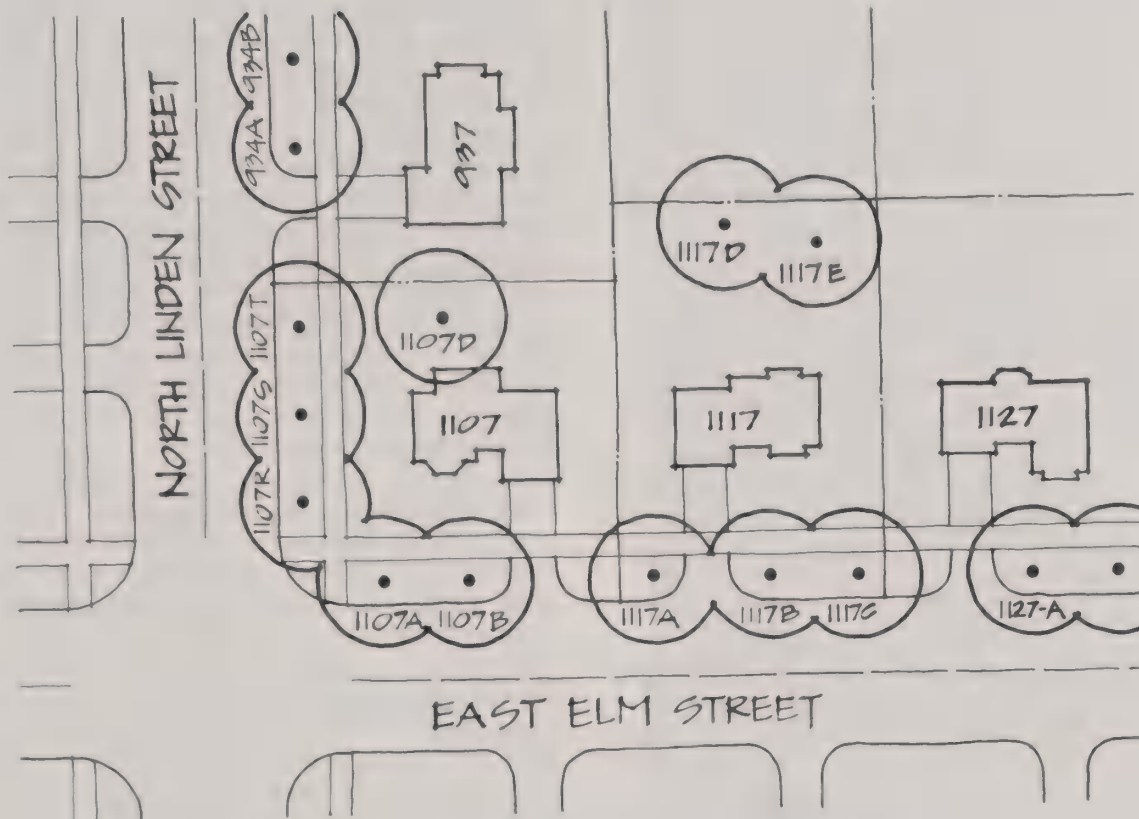 NORTH LINDEN STREET
934B
934A
937
1117D
1117E
1107T
1107D
1107S
1107
1117
1127
1107R
1107A
1107B
1117A
1117B
1117C
1127-A
EAST ELM STREET